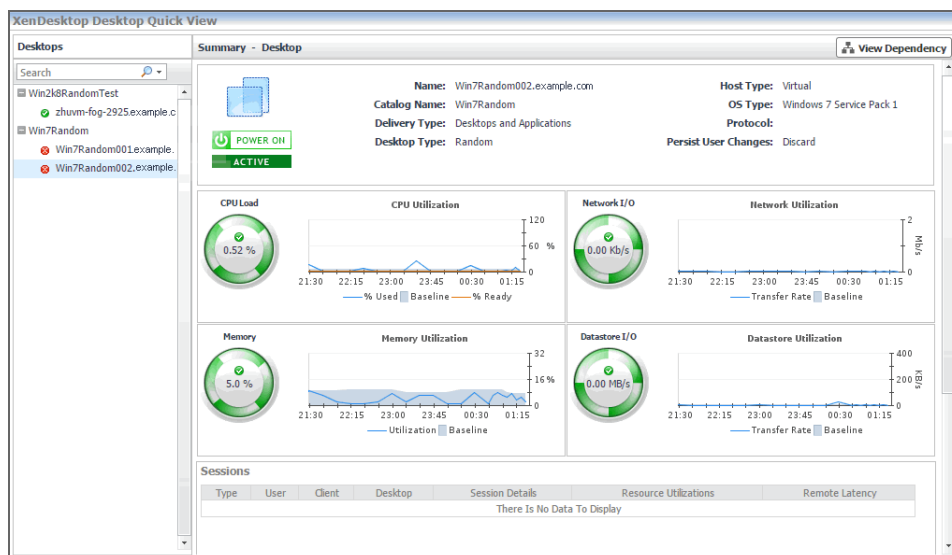 XenDesktop Desktop Quick View
Desktops
Search
Win2k8RandomTest
zhuvm-fog-2925.example.c
Win7Random
Win7Random001.example.
Win7Random002.example.
Summary - Desktop
View Dependency
POWER ON
ACTIVE
Name: Win7Random002.example.com
Catalog Name: Win7Random
Delivery Type: Desktops and Applications
Desktop Type: Random
Host Type: Virtual
OS Type: Windows 7 Service Pack 1
Protocol:
Persist User Changes: Discard
CPU Load
0.52 %
CPU Utilization
120
60 %
0
21:30 22:15 23:00 23:45 00:30 01:15
% Used Baseline % Ready
Network I/O
0.00 Kb/s
Network Utilization
2
Mb/s
0
21:30 22:15 23:00 23:45 00:30 01:15
Transfer Rate Baseline
Memory
5.0 %
Memory Utilization
32
16 %
0
21:30 22:15 23:00 23:45 00:30 01:15
Utilization Baseline
Datastore I/O
0.00 MB/s
Datastore Utilization
400
200 KB/s
0
21:30 22:15 23:00 23:45 00:30 01:15
Transfer Rate Baseline
Sessions
Type User Client Desktop Session Details Resource Utilizations Remote Latency
There Is No Data To Display